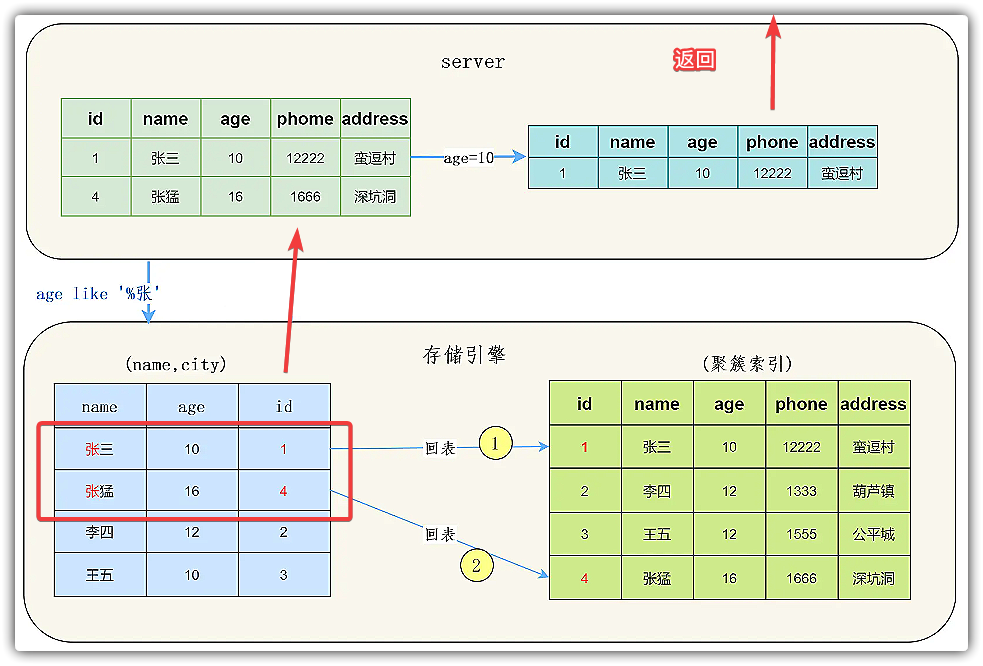 server
返回
id name age phome address
1 张三 10 12222 蛮逗村
4 张猛 16 1666 深坑洞
age=10
id name age phone address
1 张三 10 12222 蛮逗村
age like '%张'
存储引擎
(name,city)
name age id
张三 10 1
张猛 16 4
李四 12 2
王五 10 3
回表 1
回表
2
(聚簇索引)
id name age phone address
1 张三 10 12222 蛮逗村
2 李四 12 1333 葫芦镇
3 王五 12 1555 公平城
4 张猛 16 1666 深坑洞